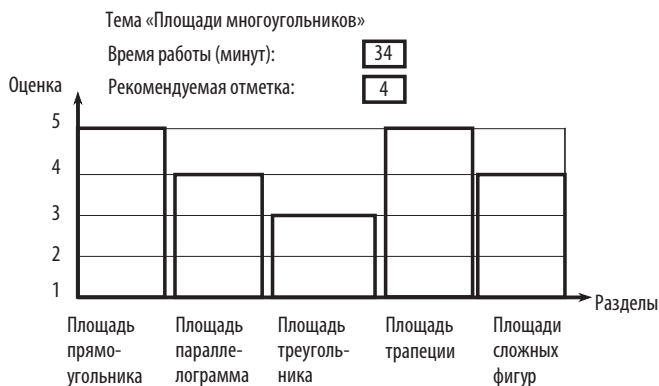 Тема «Площади многоугольников»
Время работы (минут): 34
Рекомендуемая отметка: 4
Оценка
5
4
3
2
1
Разделы
Площадь прямо-
угольника
Площадь паралле-
лограмма
Площадь треуголь-
ника
Площадь
трапеции
Площади
сложных
фигур